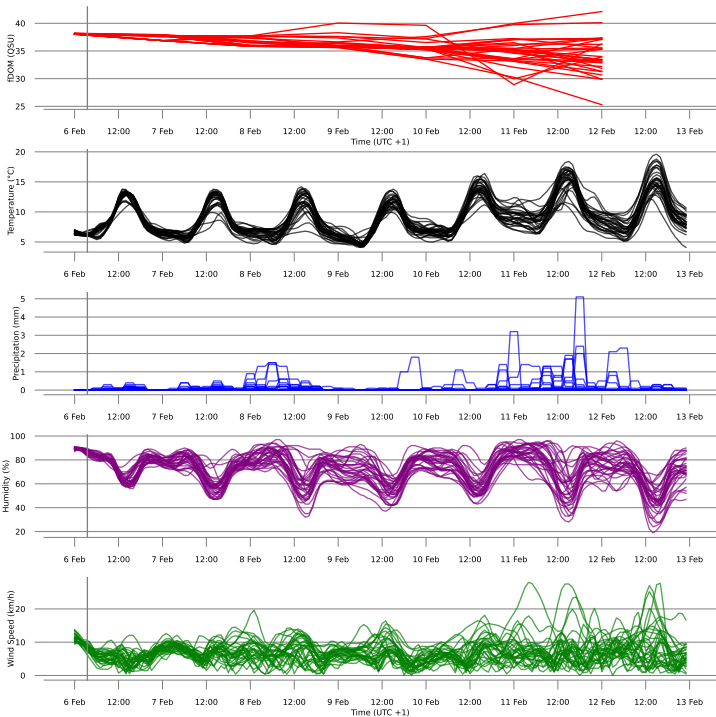 fDOM (QSU)
40
35
30
25
6 Feb 12:00 7 Feb 12:00 8 Feb 12:00 9 Feb 12:00 10 Feb 12:00 11 Feb 12:00 12 Feb 12:00 13 Feb
Time (UTC +1)
Temperature (°C)
20
15
10
5
6 Feb 12:00 7 Feb 12:00 8 Feb 12:00 9 Feb 12:00 10 Feb 12:00 11 Feb 12:00 12 Feb 12:00 13 Feb
Precipitation (mm)
5
4
3
2
1
0
6 Feb 12:00 7 Feb 12:00 8 Feb 12:00 9 Feb 12:00 10 Feb 12:00 11 Feb 12:00 12 Feb 12:00 13 Feb
Humidity (%)
100
80
60
40
20
6 Feb 12:00 7 Feb 12:00 8 Feb 12:00 9 Feb 12:00 10 Feb 12:00 11 Feb 12:00 12 Feb 12:00 13 Feb
Wind Speed (km/h)
20
10
0
6 Feb 12:00 7 Feb 12:00 8 Feb 12:00 9 Feb 12:00 10 Feb 12:00 11 Feb 12:00 12 Feb 12:00 13 Feb
Time (UTC +1)